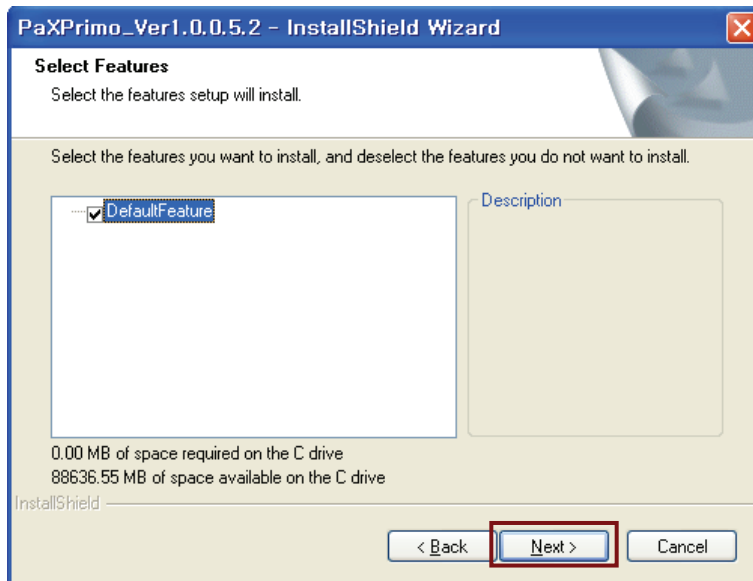 PaXPrimo_Ver1.0.0.5.2 - InstallShield Wizard
Select Features
Select the features setup will install.
Select the features you want to install, and deselect the features you do not want to install.
DefaultFeature
Description
0.00 MB of space required on the C drive
88636.55 MB of space available on the C drive
InstallShield
< Back
Next >
Cancel